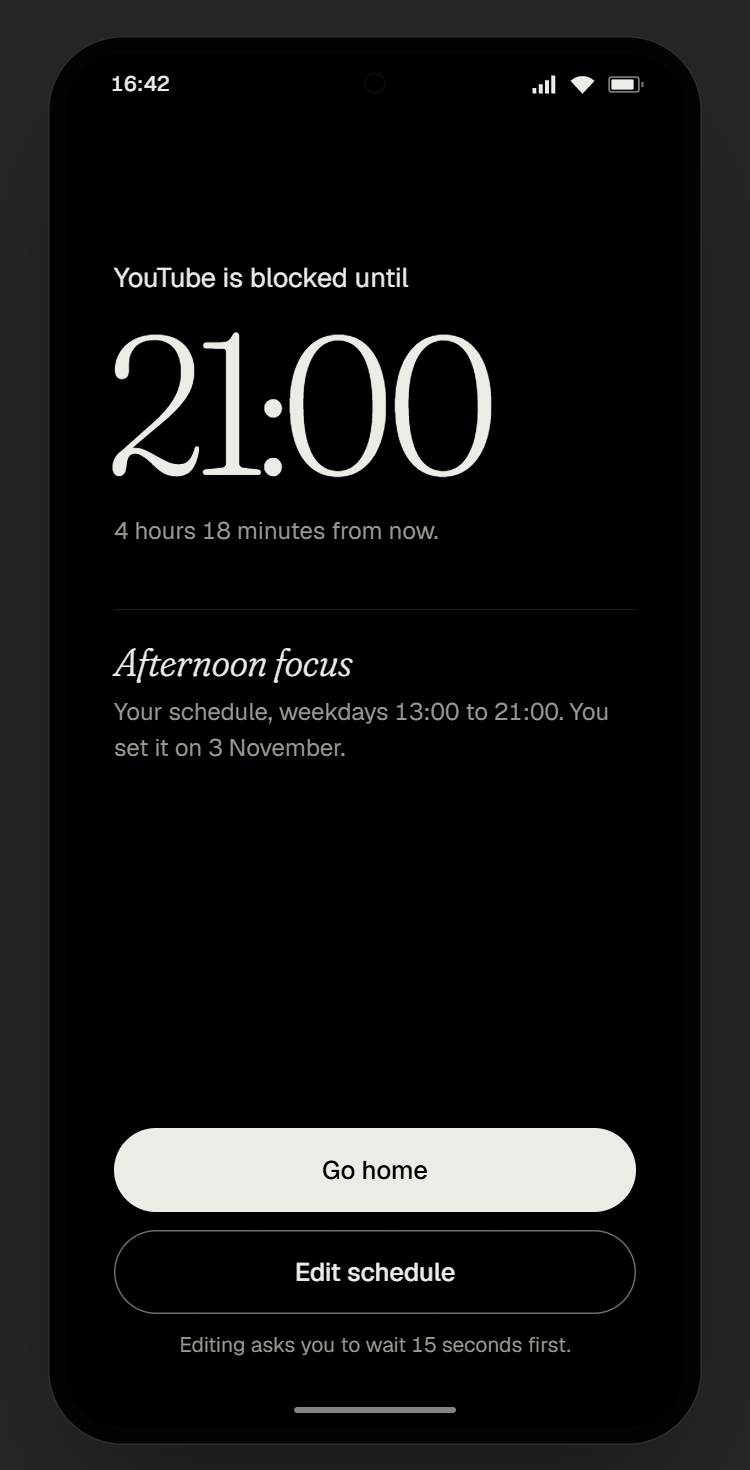 16:42
YouTube is blocked until
21:00
4 hours 18 minutes from now.
Afternoon focus
Your schedule, weekdays 13:00 to 21:00. You
set it on 3 November.
Go home
Edit schedule
Editing asks you to wait 15 seconds first.